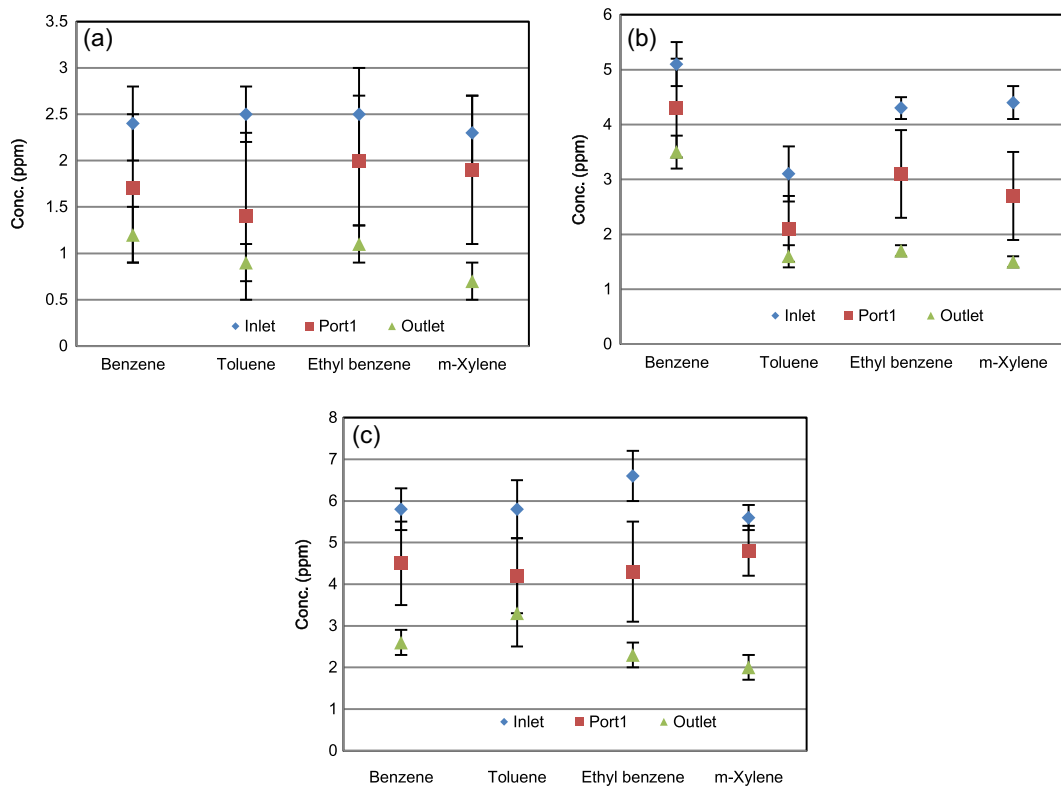 (a)
Conc. (ppm)
3.5
3
2.5
2
1.5
1
0.5
0
Inlet Port1 Outlet
Benzene Toluene Ethyl benzene m-Xylene
(b)
Conc. (ppm)
6
5
4
3
2
1
0
Inlet Port1 Outlet
Benzene Toluene Ethyl benzene m-Xylene
(c)
Conc. (ppm)
8
7
6
5
4
3
2
1
0
Inlet Port1 Outlet
Benzene Toluene Ethyl benzene m-Xylene